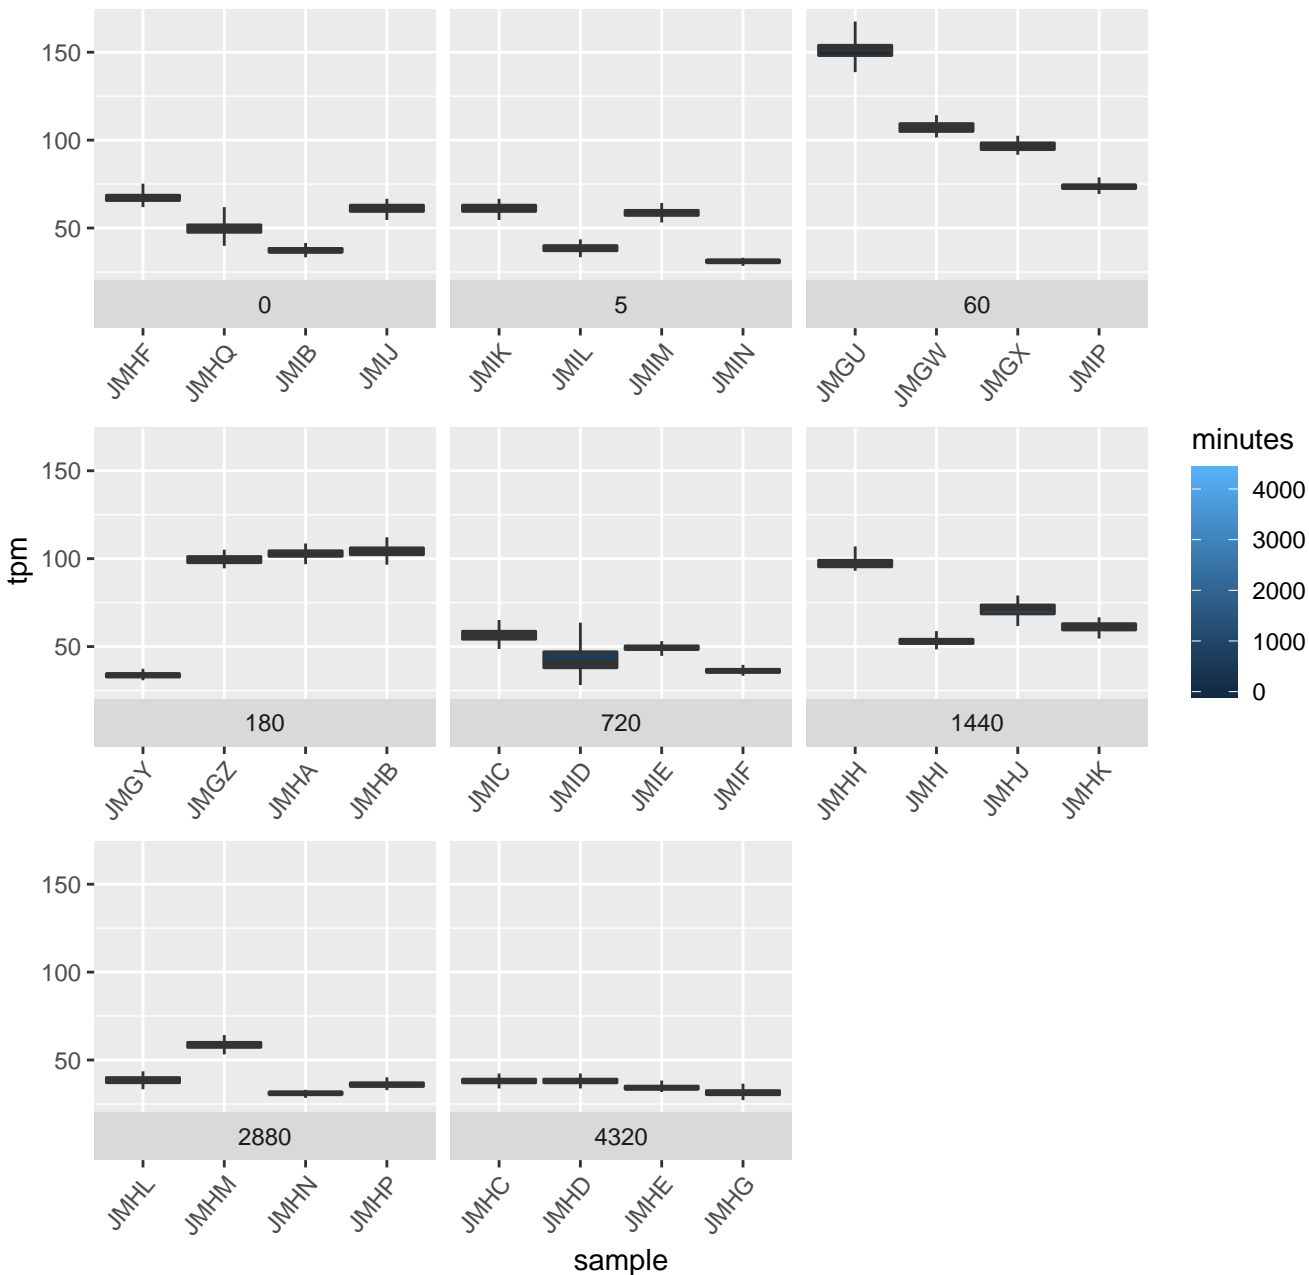 150
100
50
0
5
60
JMHF
JMHQ
JMIB
JMIJ
JMIK
JMIL
JMIM
JMIN
JMGU
JMGW
JMGX
JMIP
tpm
150
100
50
180
720
1440
JMGY
JMGZ
JMHA
JMHB
JMIC
JMID
JMIE
JMIF
JMHH
JMHI
JMHJ
JMHK
minutes
4000
3000
2000
1000
0
150
100
50
2880
4320
JMHL
JMHM
JMHN
JMHP
JMHC
JMHD
JMHE
JMHG
sample